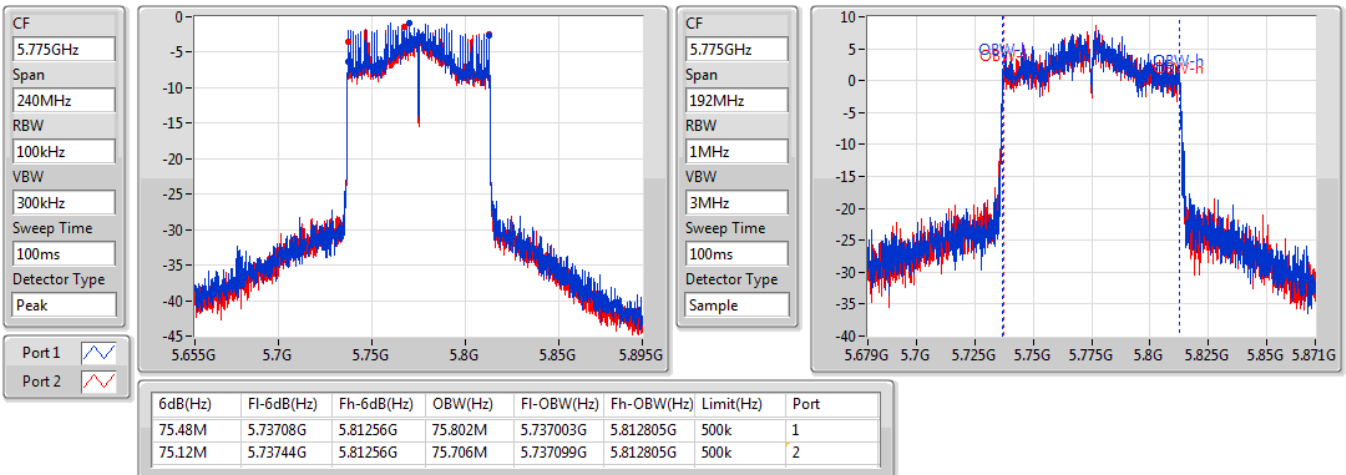 CF
5.775GHz
Span
240MHz
RBW
100kHz
VBW
300kHz
Sweep Time
100ms
Detector Type
Peak
Port 1
Port 2
0
-5
-10
-15
-20
-25
-30
-35
-40
-45
5.655G 5.7G 5.75G 5.8G 5.85G 5.895G
CF
5.775GHz
Span
192MHz
RBW
1MHz
VBW
3MHz
Sweep Time
100ms
Detector Type
Sample
10
5
0
-5
-10
-15
-20
-25
-30
-35
-40
OBW-h
OBW-h
5.679G 5.7G 5.725G 5.75G 5.775G 5.8G 5.825G 5.85G 5.871G
6dB(Hz) Fl-6dB(Hz) Fh-6dB(Hz) OBW(Hz) Fl-OBW(Hz) Fh-OBW(Hz) Limit(Hz) Port
75.48M 5.73708G 5.81256G 75.802M 5.737003G 5.812805G 500k 1
75.12M 5.73744G 5.81256G 75.706M 5.737099G 5.812805G 500k 2